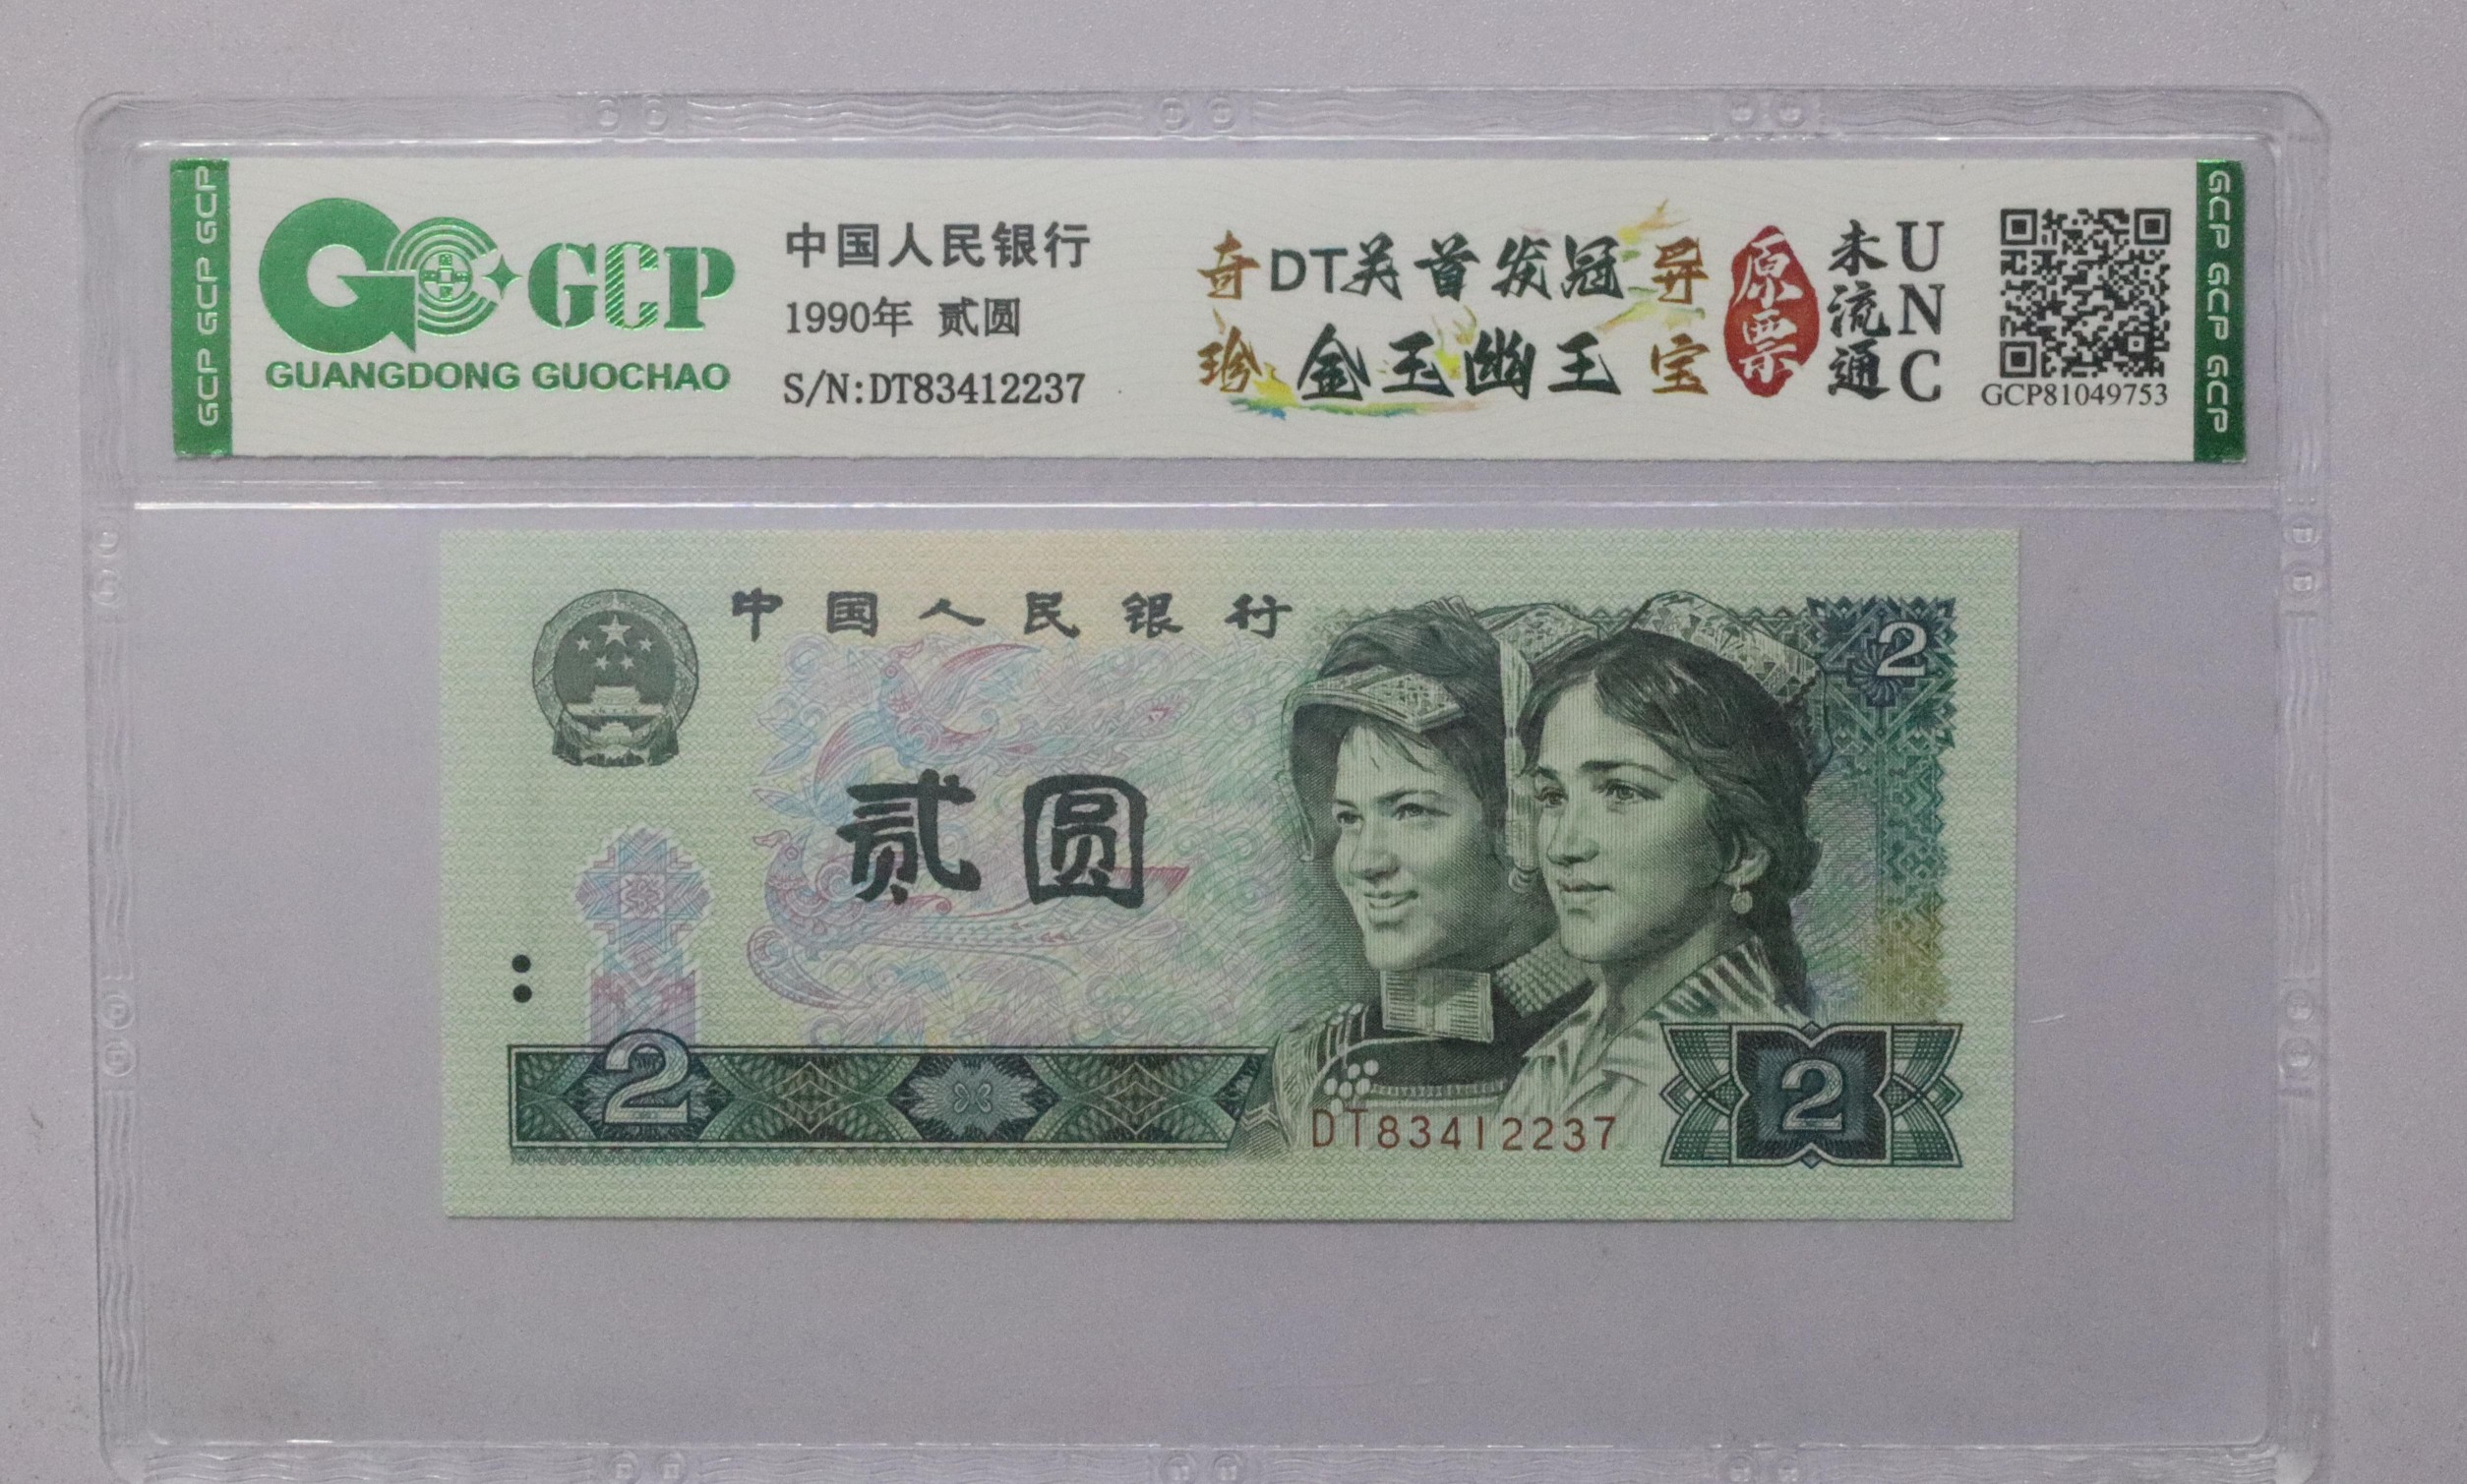 GCP GCP GCP
GCP
GUANGDONG GUOCHAO
中国人民银行
1990年 贰圆
S/N:DT83412237
奇珍
DT关首发冠
金玉幽王
异宝
原票
未流通
UNC
GCP81049753
GCP GCP GCP
中国人民银行
2
贰圆
2
DT83412237
2